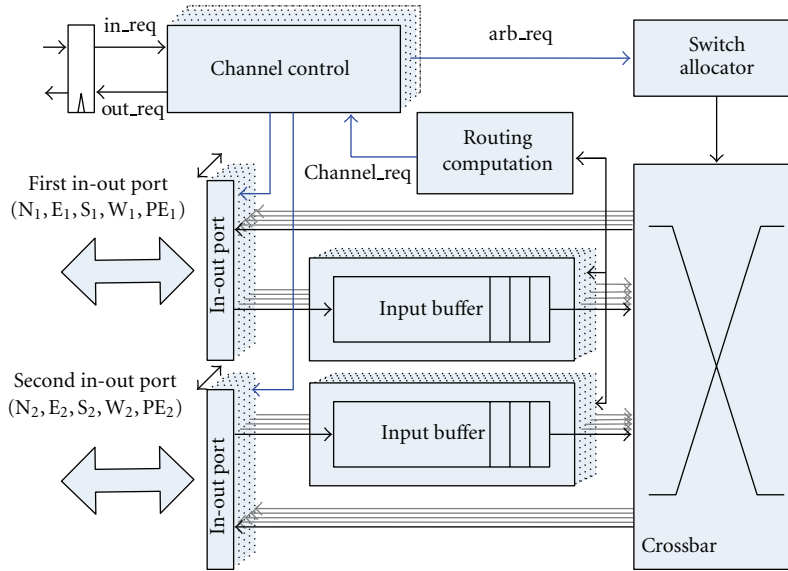 in_req
out_req
Channel control
arb_req
Switch
allocator
Routing
computation
Channel_req
First in-out port
(N₁, E₁, S₁, W₁, PE₁)
In-out port
Input buffer
Second in-out port
(N₂, E₂, S₂, W₂, PE₂)
In-out port
Input buffer
Crossbar